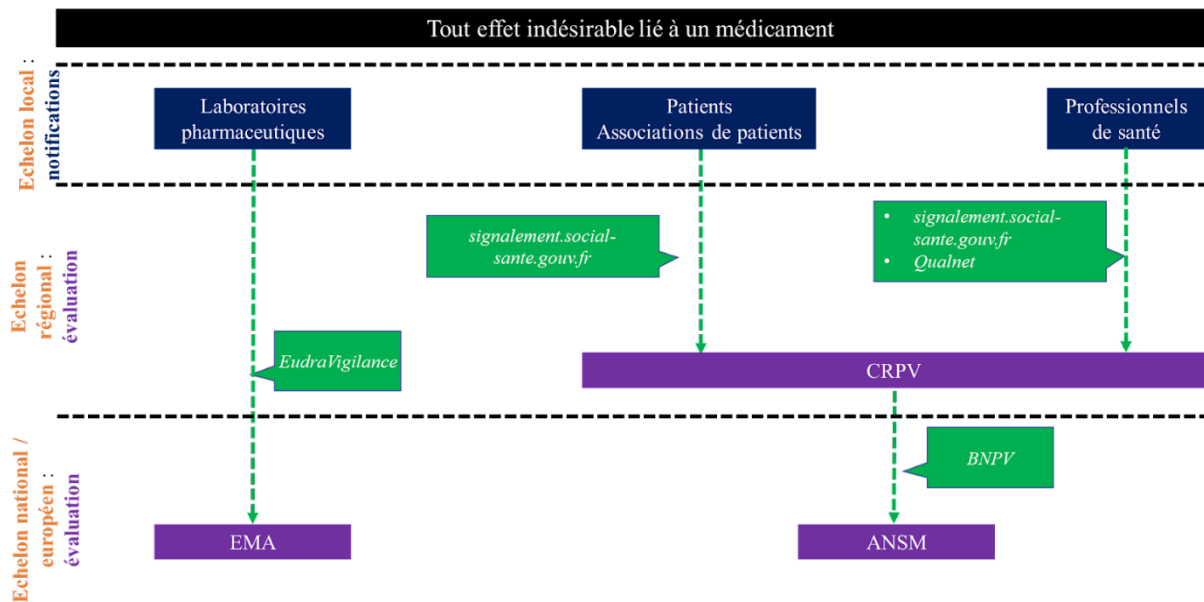 Tout effet indésirable lié à un médicament
Echelon local :
notifications
Laboratoires
pharmaceutiques
Patients
Associations de patients
Professionnels
de santé
Echelon
régional :
évaluation
signalement.social-
sante.gouv.fr
• signalement.social-
sante.gouv.fr
• Qualnet
EudraVigilance
CRPV
Echelon national /
européen :
évaluation
BNPV
EMA
ANSM